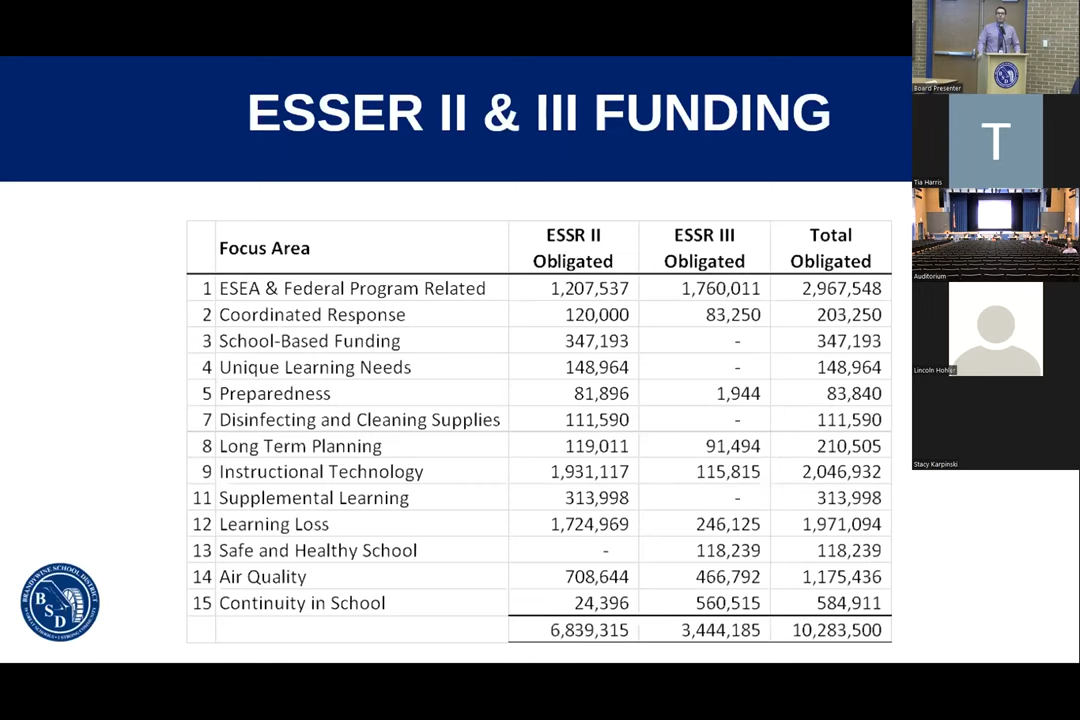 ESSER II & III FUNDING
Focus Area ESSR II Obligated ESSR III Obligated Total Obligated
1 ESEA & Federal Program Related 1,207,537 1,760,011 2,967,548
2 Coordinated Response 120,000 83,250 203,250
3 School-Based Funding 347,193 - 347,193
4 Unique Learning Needs 148,964 - 148,964
5 Preparedness 81,896 1,944 83,840
7 Disinfecting and Cleaning Supplies 111,590 - 111,590
8 Long Term Planning 119,011 91,494 210,505
9 Instructional Technology 1,931,117 115,815 2,046,932
11 Supplemental Learning 313,998 - 313,998
12 Learning Loss 1,724,969 246,125 1,971,094
13 Safe and Healthy School - 118,239 118,239
14 Air Quality 708,644 466,792 1,175,436
15 Continuity in School 24,396 560,515 584,911
6,839,315 3,444,185 10,283,500
BRANDYWINE SCHOOL DISTRICT
B
S
D
Board Presenter
T
Tia Harris
Auditorium
Lincoln Hohler
Stacy Karpinski